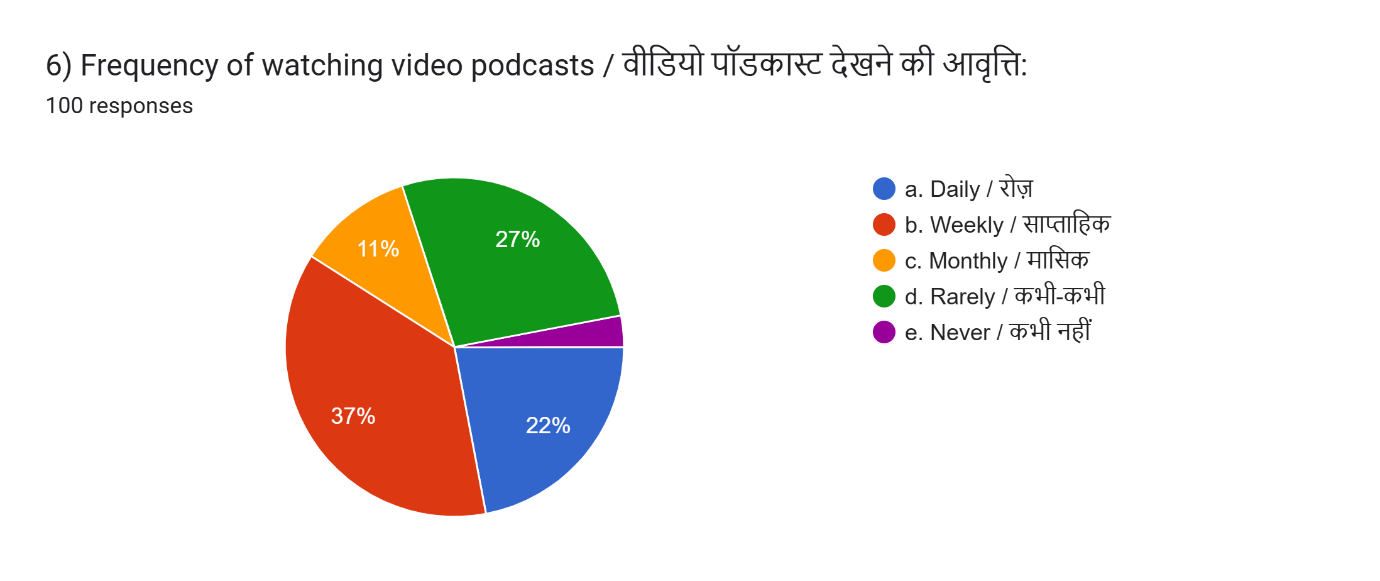 6) Frequency of watching video podcasts / वीडियो पॉडकास्ट देखने की आवृत्ति:
100 responses
11%
27%
37%
22%
a. Daily / रोज़
b. Weekly / साप्ताहिक
c. Monthly / मासिक
d. Rarely / कभी-कभी
e. Never / कभी नहीं